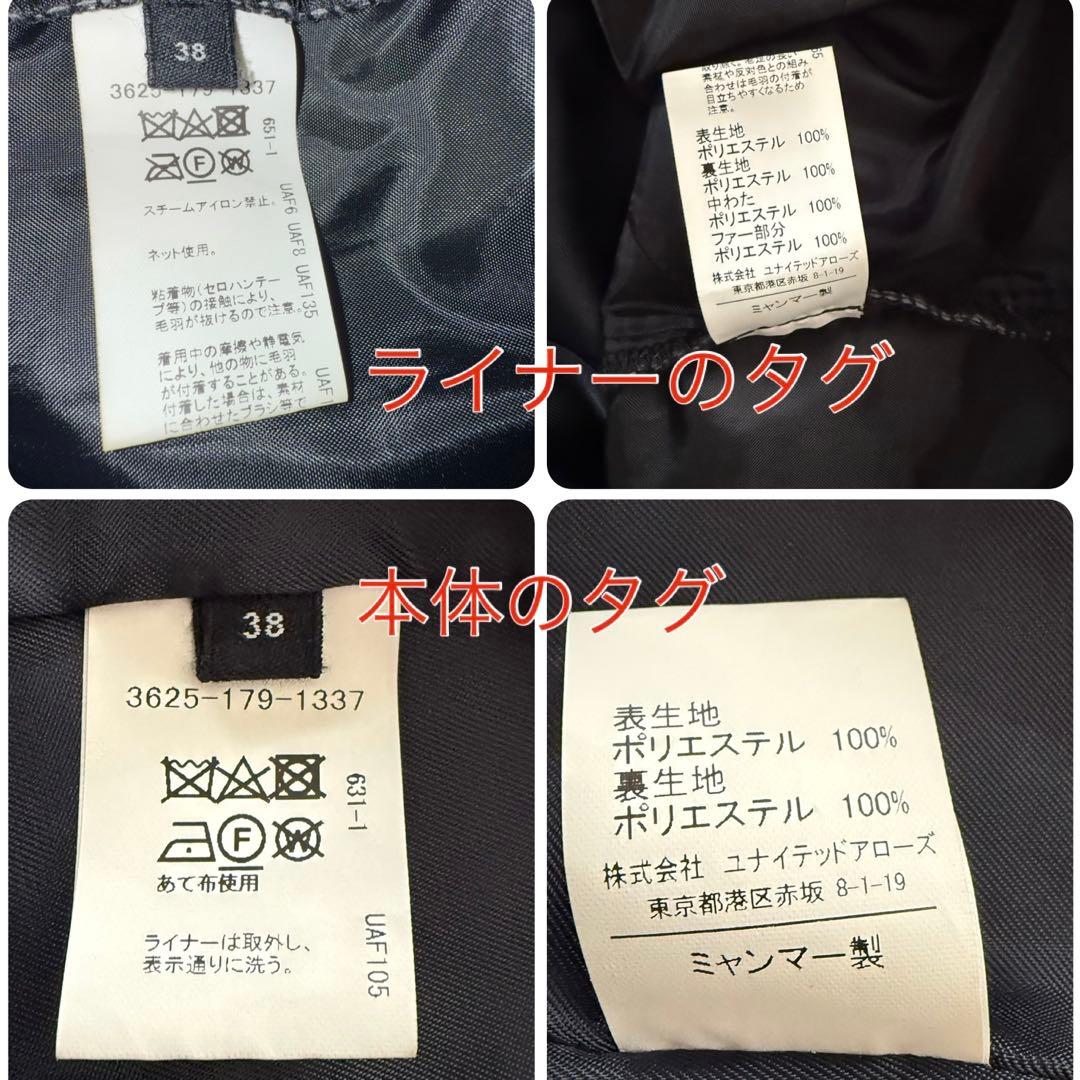 38
3625-179-1337
651-1
スチームアイロン禁止。
ネット使用。
粘着物(セロハンテー
プ等)の接触により、
毛羽が抜けるので注意。
着用中の摩擦や静電気
により、他の物に毛羽
が付着することがある。
付着した場合は、素材
に合わせたブラシ等で
UAF6 UAF8 UAF135
取り除く。毛足の長い
素材や反対色との組み
合わせは毛羽の付着が
目立ちやすくなるため
注意。
表生地
ポリエステル 100%
裏生地
ポリエステル 100%
中わた
ポリエステル 100%
ファー部分
ポリエステル 100%
株式会社 ユナイテッドアローズ
東京都港区赤坂 8-1-19
ミャンマー製
ライナーのタグ
本体のタグ
38
3625-179-1337
631-1
F
あて布使用
ライナーは取外し、
表示通りに洗う。
UAF105
表生地
ポリエステル 100%
裏生地
ポリエステル 100%
株式会社 ユナイテッドアローズ
東京都港区赤坂 8-1-19
ミャンマー製